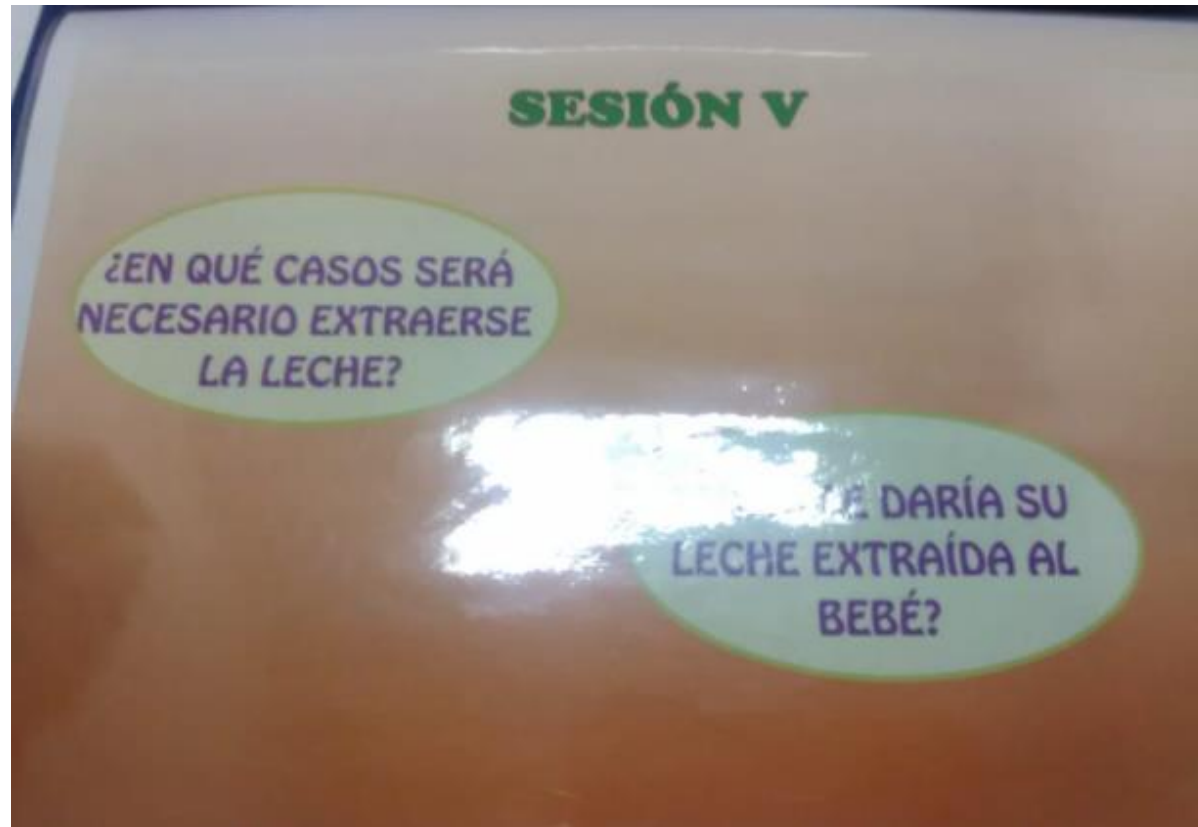 SESIÓN V
¿EN QUÉ CASOS SERÁ
NECESARIO EXTRAERSE
LA LECHE?
DARÍA SU
LECHE EXTRAÍDA AL
BEBÉ?